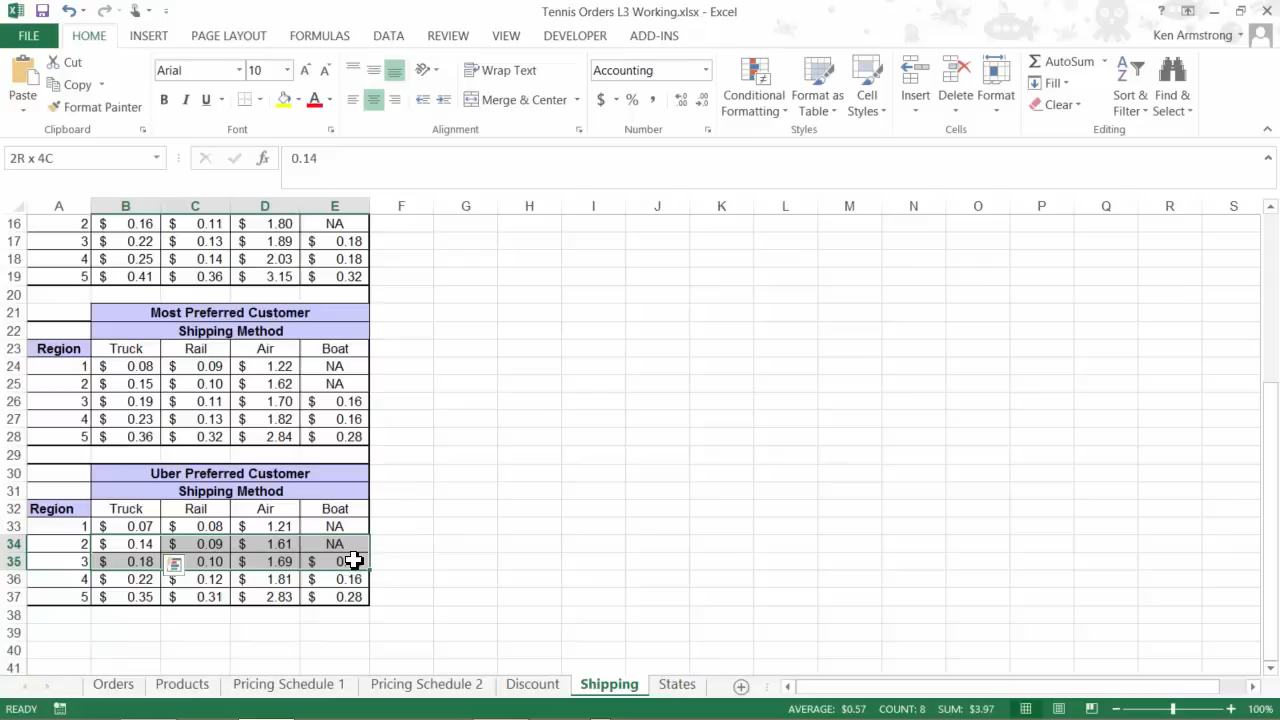 Tennis Orders L3 Working.xlsx - Excel
?
FILE HOME INSERT PAGE LAYOUT FORMULAS DATA REVIEW VIEW DEVELOPER ADD-INS Ken Armstrong
Paste Cut Copy Format Painter Clipboard
Arial 10 A A B I U A Font
Wrap Text Merge & Center Alignment
Accounting $ % , .0 .00 .00 .0 Number
Conditional Formatting Format as Table Cell Styles Styles
Insert Delete Format Cells
AutoSum Fill Clear Sort & Filter Find & Select Editing
2R x 4C fx 0.14
A B C D E F G H I J K L M N O P Q R S
16 2 $ 0.16 $ 0.11 $ 1.80 NA
17 3 $ 0.22 $ 0.13 $ 1.89 $ 0.18
18 4 $ 0.25 $ 0.14 $ 2.03 $ 0.18
19 5 $ 0.41 $ 0.36 $ 3.15 $ 0.32
20
21 Most Preferred Customer
22 Shipping Method
23 Region Truck Rail Air Boat
24 1 $ 0.08 $ 0.09 $ 1.22 NA
25 2 $ 0.15 $ 0.10 $ 1.62 NA
26 3 $ 0.19 $ 0.11 $ 1.70 $ 0.16
27 4 $ 0.23 $ 0.13 $ 1.82 $ 0.16
28 5 $ 0.36 $ 0.32 $ 2.84 $ 0.28
29
30 Uber Preferred Customer
31 Shipping Method
32 Region Truck Rail Air Boat
33 1 $ 0.07 $ 0.08 $ 1.21 NA
34 2 $ 0.14 $ 0.09 $ 1.61 NA
35 3 $ 0.18 0.10 $ 1.69 $
36 4 $ 0.22 $ 0.12 $ 1.81 $ 0.16
37 5 $ 0.35 $ 0.31 $ 2.83 $ 0.28
38
39
40
41
Orders Products Pricing Schedule 1 Pricing Schedule 2 Discount Shipping States
READY AVERAGE: $0.57 COUNT: 8 SUM: $3.97 100%